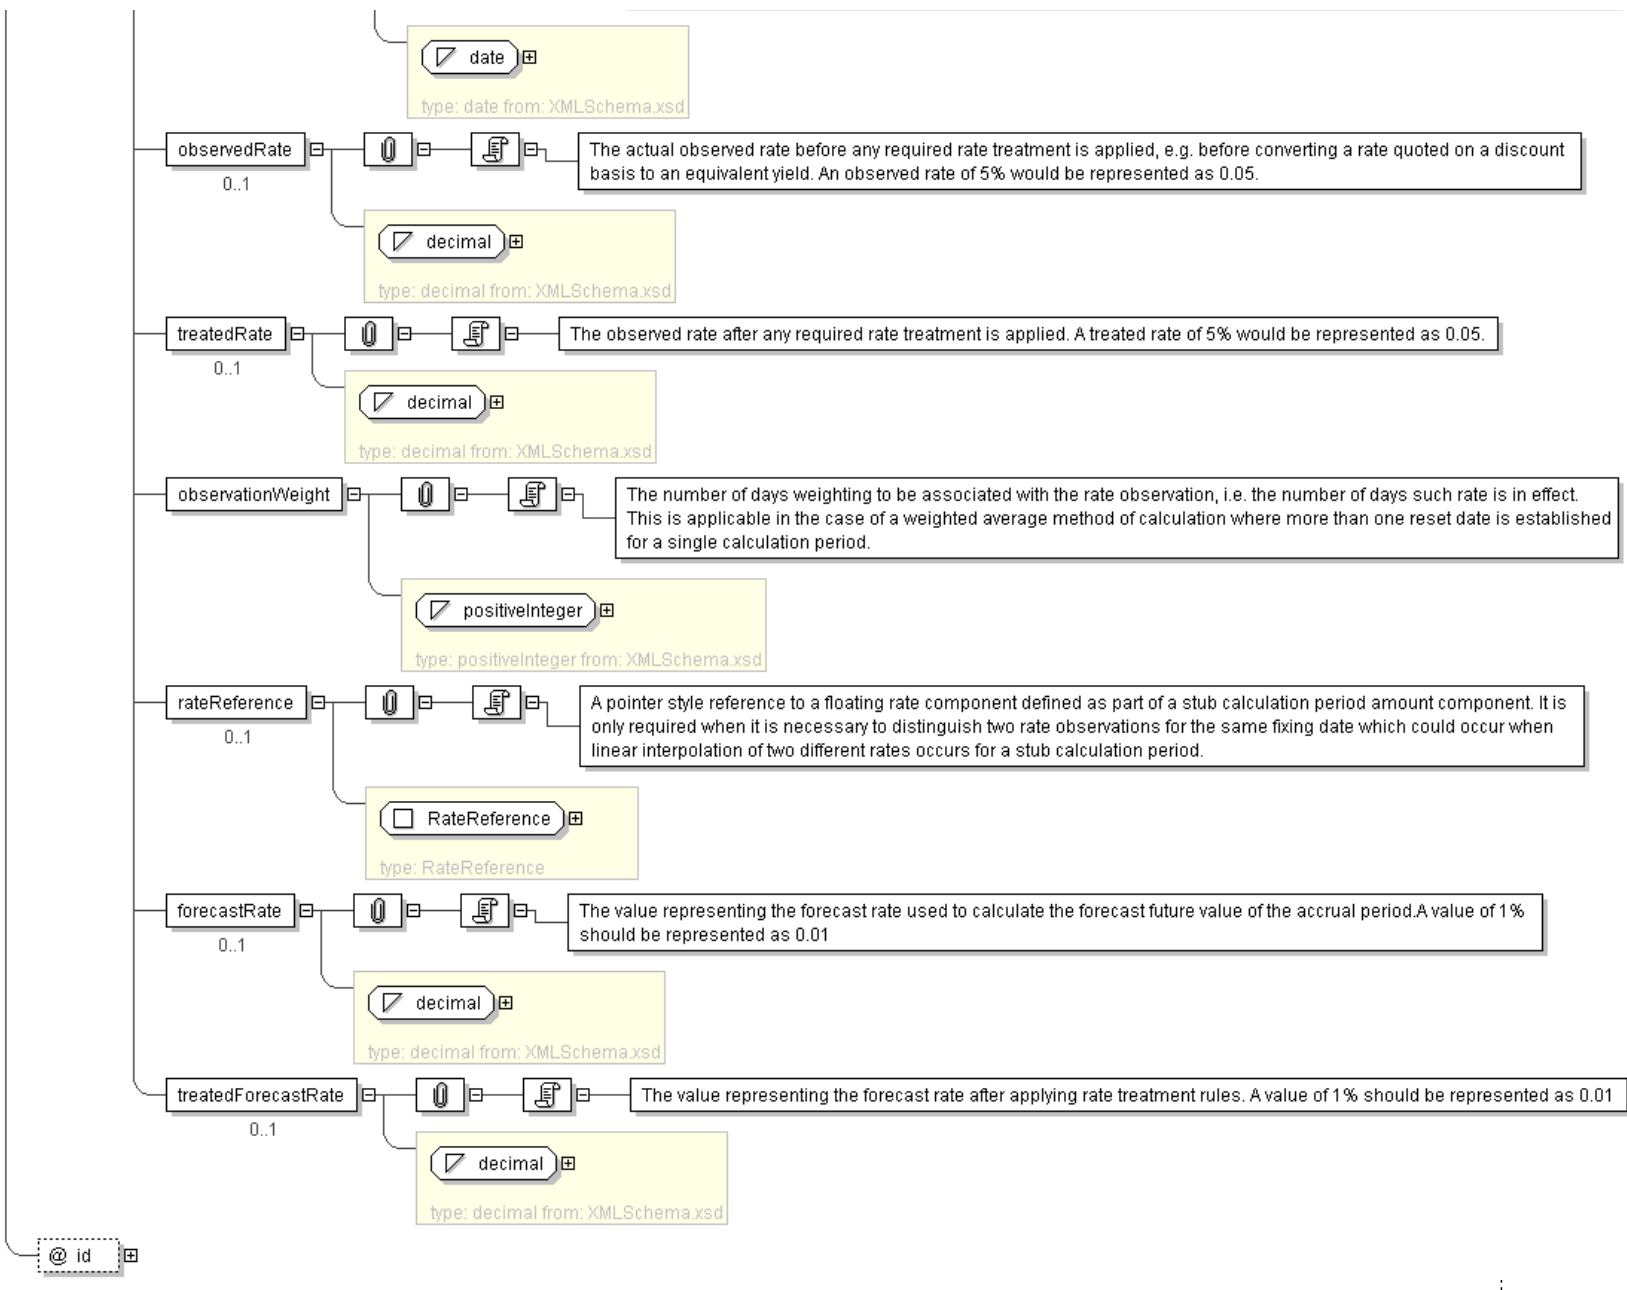 date
type: date from: XMLSchema.xsd
observedRate
0..1
The actual observed rate before any required rate treatment is applied, e.g. before converting a rate quoted on a discount
basis to an equivalent yield. An observed rate of 5% would be represented as 0.05.
decimal
type: decimal from: XMLSchema.xsd
treatedRate
0..1
The observed rate after any required rate treatment is applied. A treated rate of 5% would be represented as 0.05.
decimal
type: decimal from: XMLSchema.xsd
observationWeight
The number of days weighting to be associated with the rate observation, i.e. the number of days such rate is in effect.
This is applicable in the case of a weighted average method of calculation where more than one reset date is established
for a single calculation period.
positiveInteger
type: positiveInteger from: XMLSchema.xsd
rateReference
0..1
A pointer style reference to a floating rate component defined as part of a stub calculation period amount component. It is
only required when it is necessary to distinguish two rate observations for the same fixing date which could occur when
linear interpolation of two different rates occurs for a stub calculation period.
RateReference
type: RateReference
forecastRate
0..1
The value representing the forecast rate used to calculate the forecast future value of the accrual period.A value of 1%
should be represented as 0.01
decimal
type: decimal from: XMLSchema.xsd
treatedForecastRate
0..1
The value representing the forecast rate after applying rate treatment rules. A value of 1% should be represented as 0.01
decimal
type: decimal from: XMLSchema.xsd
@ id